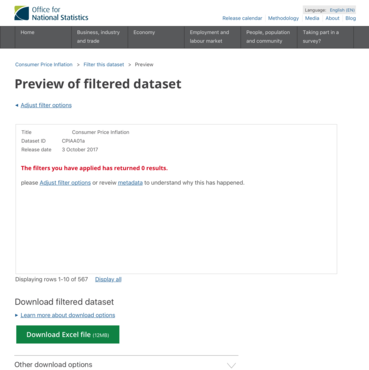 Office for
National Statistics
Language: English (EN)
Release calendar Methodology Media About Blog
Home
Business, industry
and trade
Economy
Employment and
labour market
People, population
and community
Taking part in a
survey?
Consumer Price Inflation > Filter this dataset > Preview
Preview of filtered dataset
Adjust filter options
Title Consumer Price Inflation
Dataset ID CPIAA01a
Release date 3 October 2017
The filters you have applied has returned 0 results.
please Adjust filter options or reveiw metadata to understand why this has happened.
Displaying rows 1-10 of 567 Display all
Download filtered dataset
Learn more about download options
Download Excel file (12MB)
Other download options